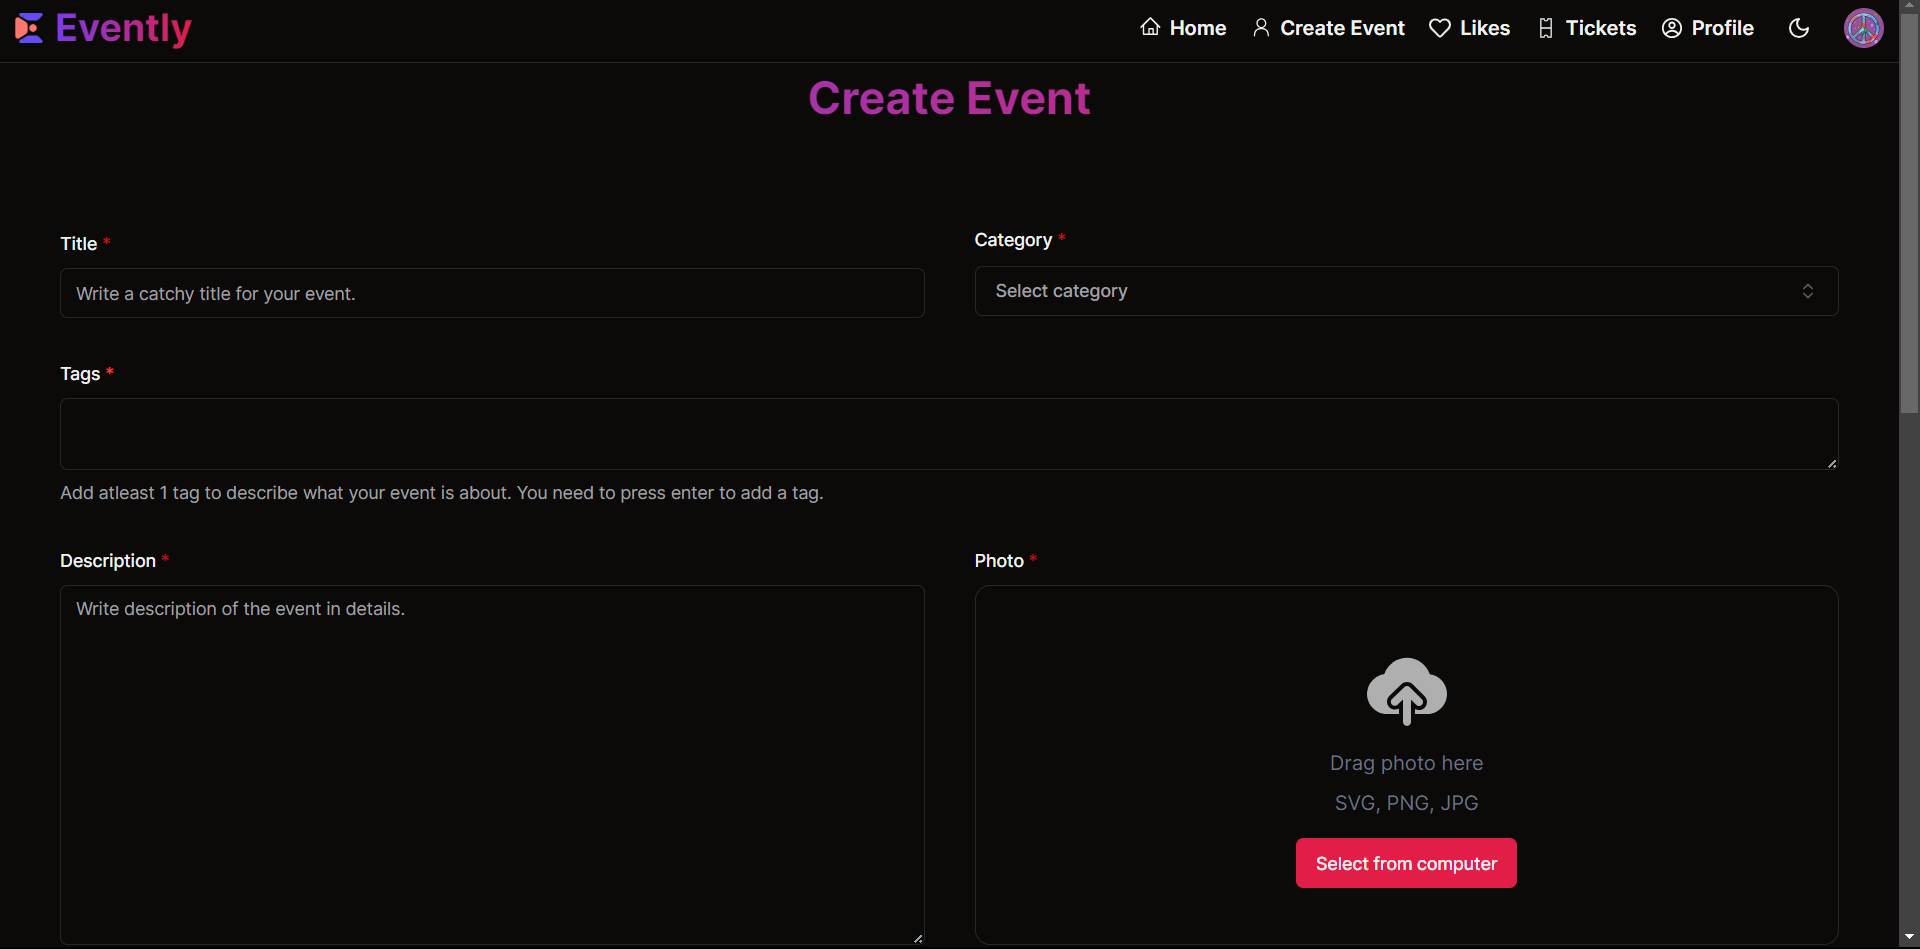 Evently
Home Create Event Likes Tickets Profile
Create Event
Title *
Category *
Write a catchy title for your event.
Select category
Tags *
Add atleast 1 tag to describe what your event is about. You need to press enter to add a tag.
Description *
Photo *
Write description of the event in details.
Drag photo here
SVG, PNG, JPG
Select from computer